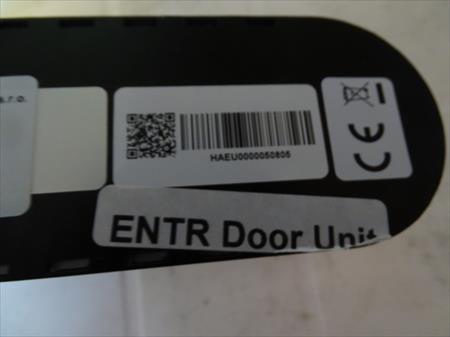 s.r.o.
HAEU0000050805
CE
ENTR Door Unit